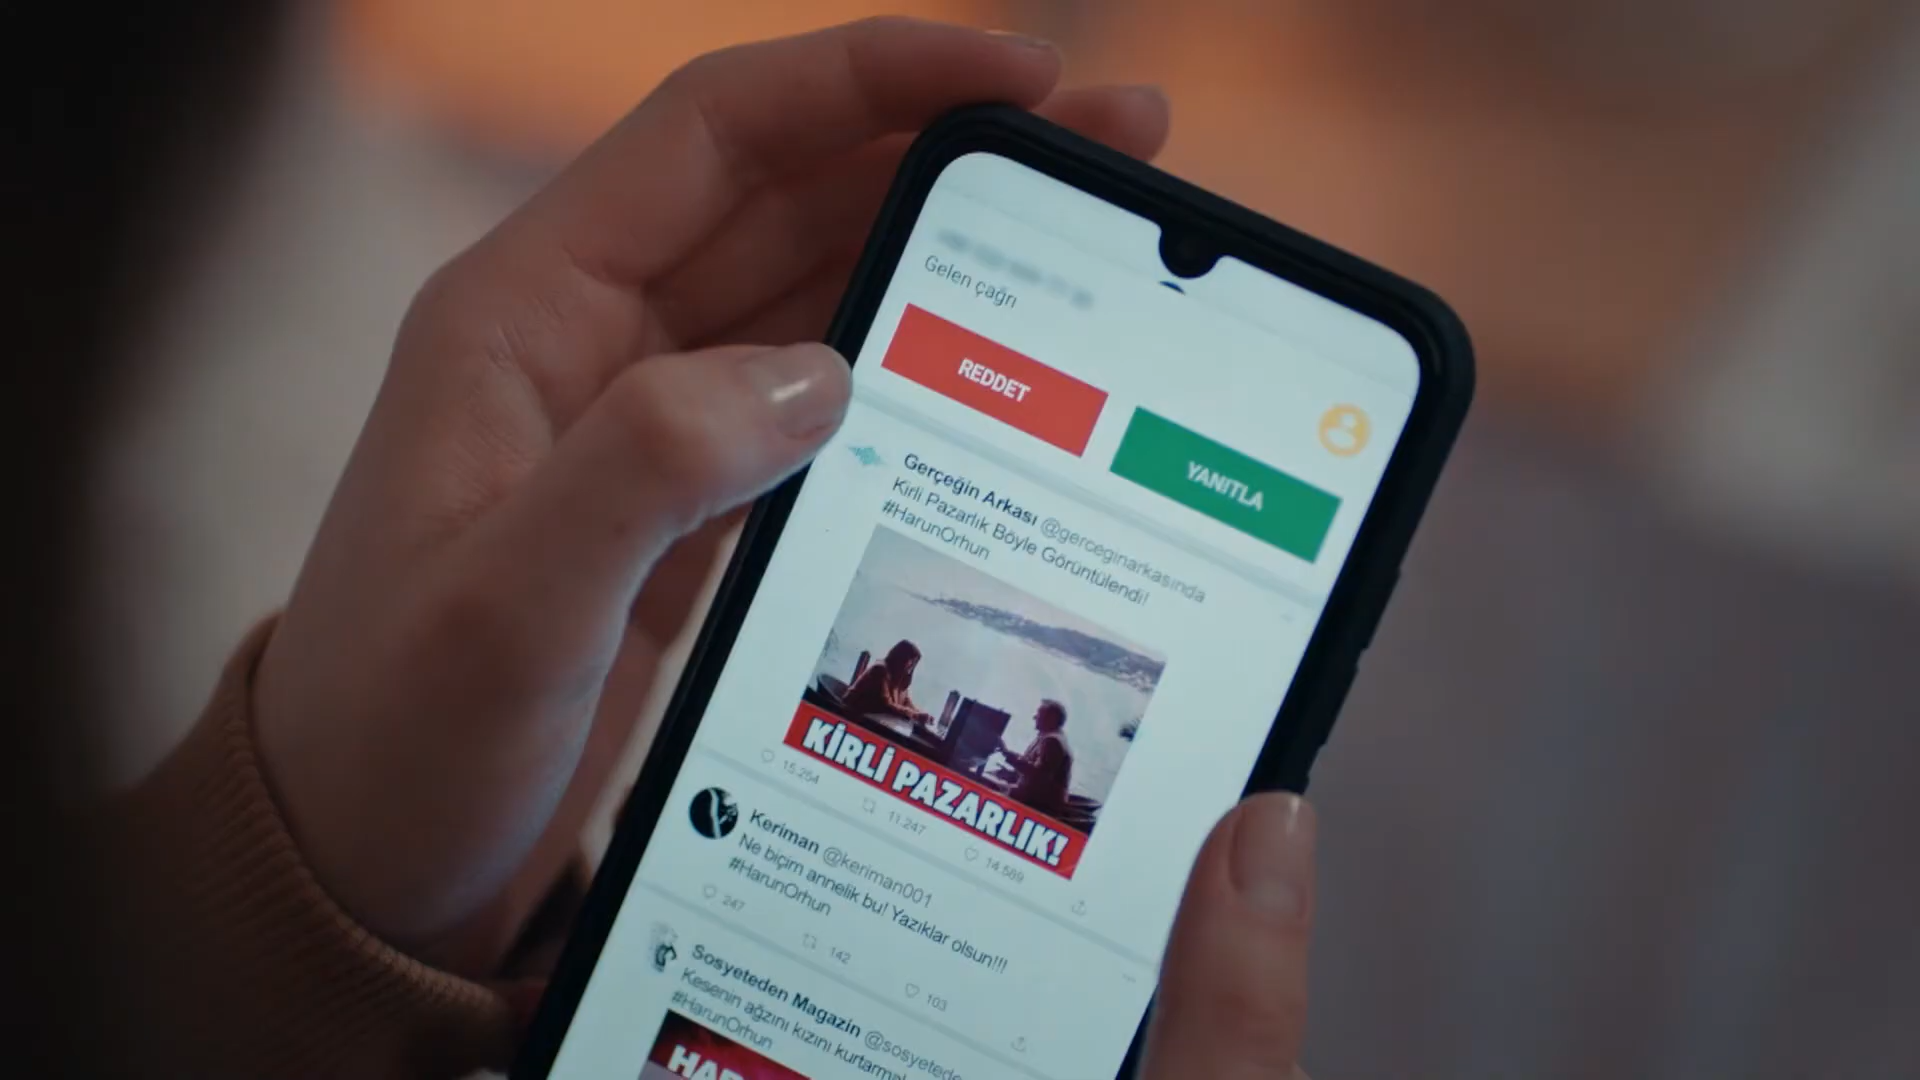 Gelen çağrı
REDDET
YANITLA
Gerçeğin Arkası @gerceginarkasinda
Kirli Pazarlık Böyle Görüntülendi!
#HarunOrhun
KİRLİ PAZARLIK!
15.254 11.247 14.589
Keriman @keriman001
Ne biçim annelik bu! Yazıklar olsun!!!
#HarunOrhun
247 142 103
Sosyeteden Magazin @sosyetede
Kesenin ağzını kızını kurtarmak
#HarunOrhun